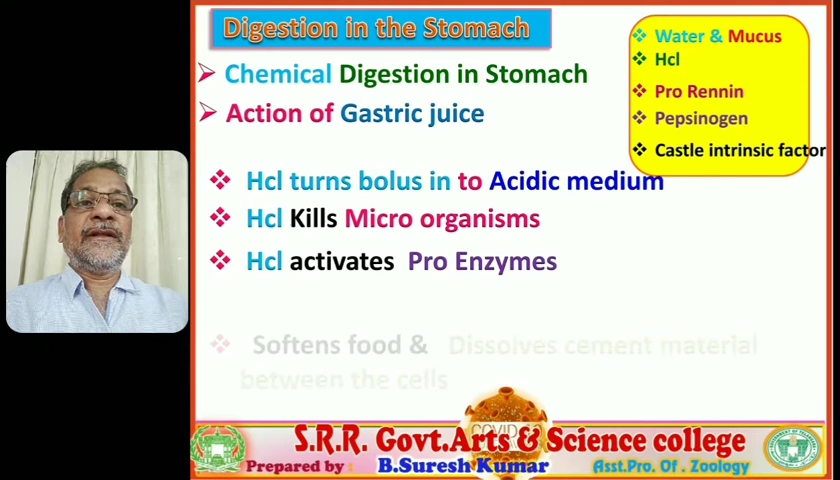 Digestion in the Stomach
Chemical Digestion in Stomach
Action of Gastric juice
Water & Mucus
Hcl
Pro Rennin
Pepsinogen
Castle intrinsic factor
Hcl turns bolus in to Acidic medium
Hcl Kills Micro organisms
Hcl activates Pro Enzymes
Softens food & Dissolves cement material
between the cells
S.R.R. Govt.Arts & Science college
Prepared by : B.Suresh Kumar Asst.Pro. Of . Zoology